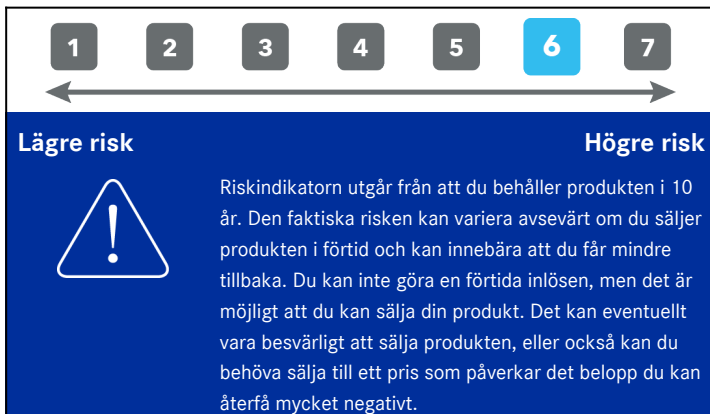 1 2 3 4 5 6 7
Lägre risk Högre risk
Riskindikatorn utgår från att du behåller produkten i 10
år. Den faktiska risken kan variera avsevärt om du säljer
produkten i förtid och kan innebära att du får mindre
tillbaka. Du kan inte göra en förtida inlösen, men det är
möjligt att du kan sälja din produkt. Det kan eventuellt
vara besvärligt att sälja produkten, eller också kan du
behöva sälja till ett pris som påverkar det belopp du kan
återfå mycket negativt.